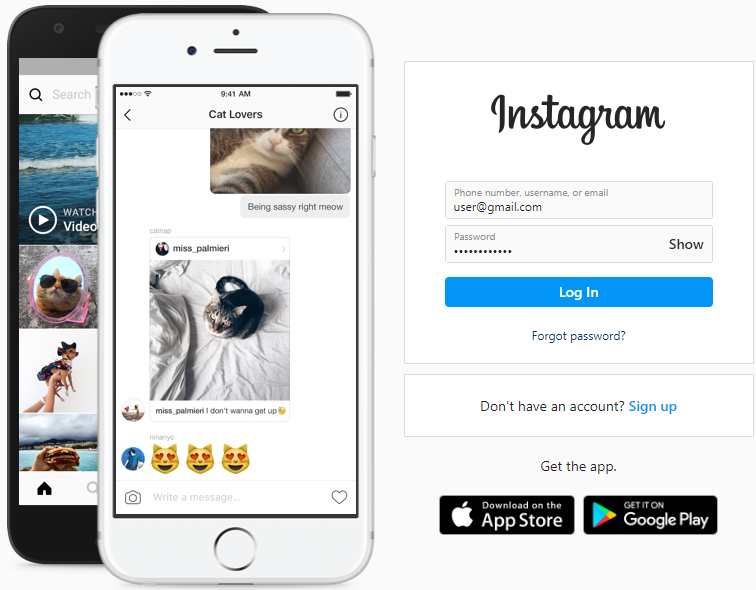 Search
WATCH
Video
9:41 AM
Cat Lovers
Being sassy right meow
catnap
miss_palmieri
miss_palmieri I don't wanna get up
ninanyc
Write a message...
Instagram
Phone number, username, or email
user@gmail.com
Password
••••••••••••
Show
Log In
Forgot password?
Don't have an account? Sign up
Get the app.
Download on the
App Store
GET IT ON
Google Play